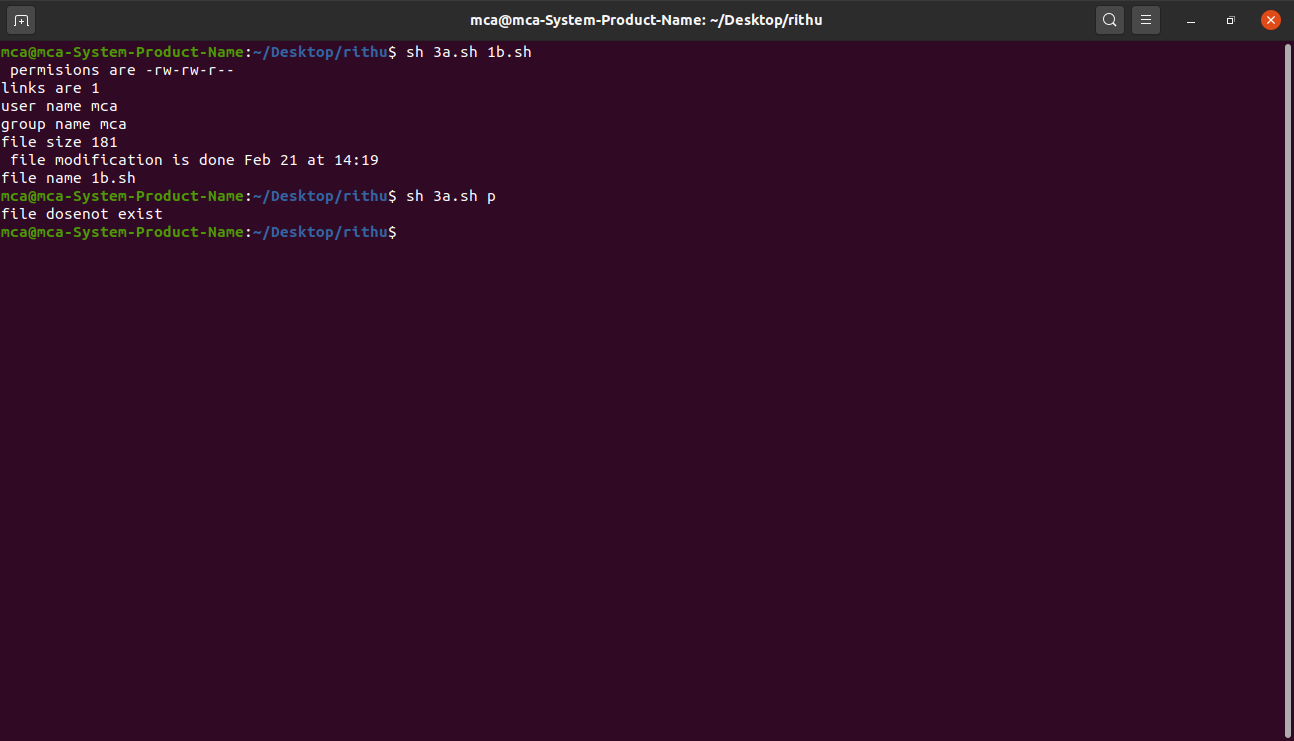 mca@mca-System-Product-Name: ~/Desktop/rithu
mca@mca-System-Product-Name:~/Desktop/rithu$ sh 3a.sh 1b.sh
 permisions are -rw-rw-r--
links are 1
user name mca
group name mca
file size 181
 file modification is done Feb 21 at 14:19
file name 1b.sh
mca@mca-System-Product-Name:~/Desktop/rithu$ sh 3a.sh p
file dosenot exist
mca@mca-System-Product-Name:~/Desktop/rithu$